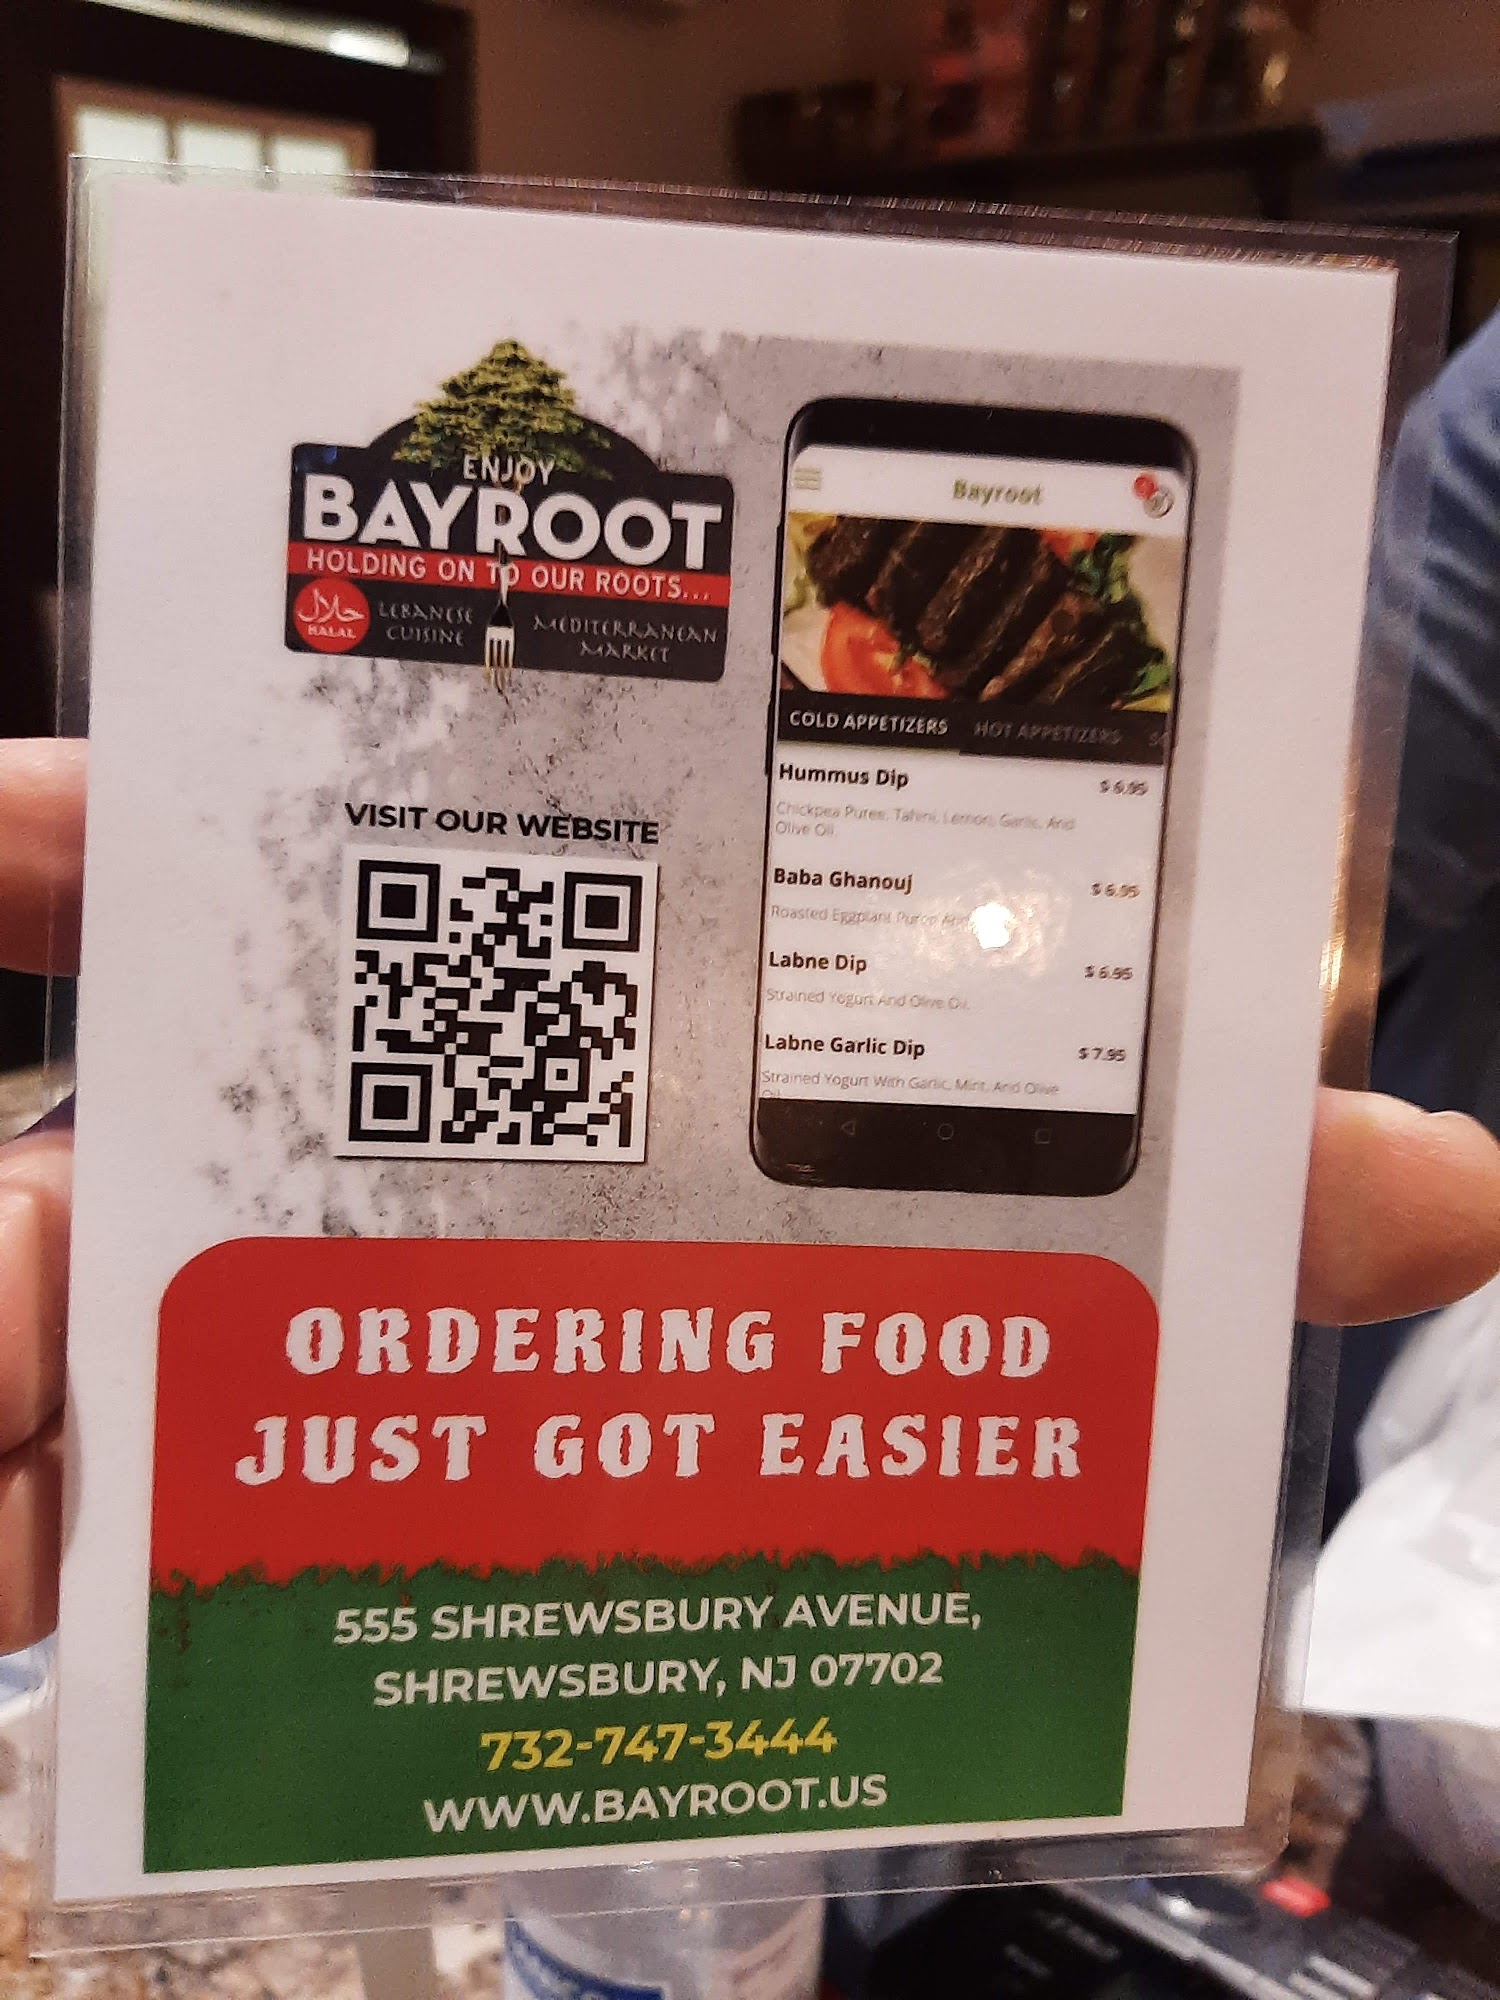 ENJOY
BAYROOT
HOLDING ON TO OUR ROOTS...
حلال
HALAL
LEBANESE
CUISINE
MEDITERRANEAN
MARKET
VISIT OUR WEBSITE
Bayroot
COLD APPETIZERS HOT APPETIZERS
Hummus Dip $ 6.95
Chickpea Puree, Tahini, Lemon, Garlic, And
Olive Oil.
Baba Ghanouj $ 6.95
Roasted Eggplant Puree And
Labne Dip $ 6.95
Strained Yogurt And Olive Oil.
Labne Garlic Dip $ 7.95
Strained Yogurt With Garlic, Mint, And Olive
ORDERING FOOD
JUST GOT EASIER
555 SHREWSBURY AVENUE,
SHREWSBURY, NJ 07702
732-747-3444
WWW.BAYROOT.US